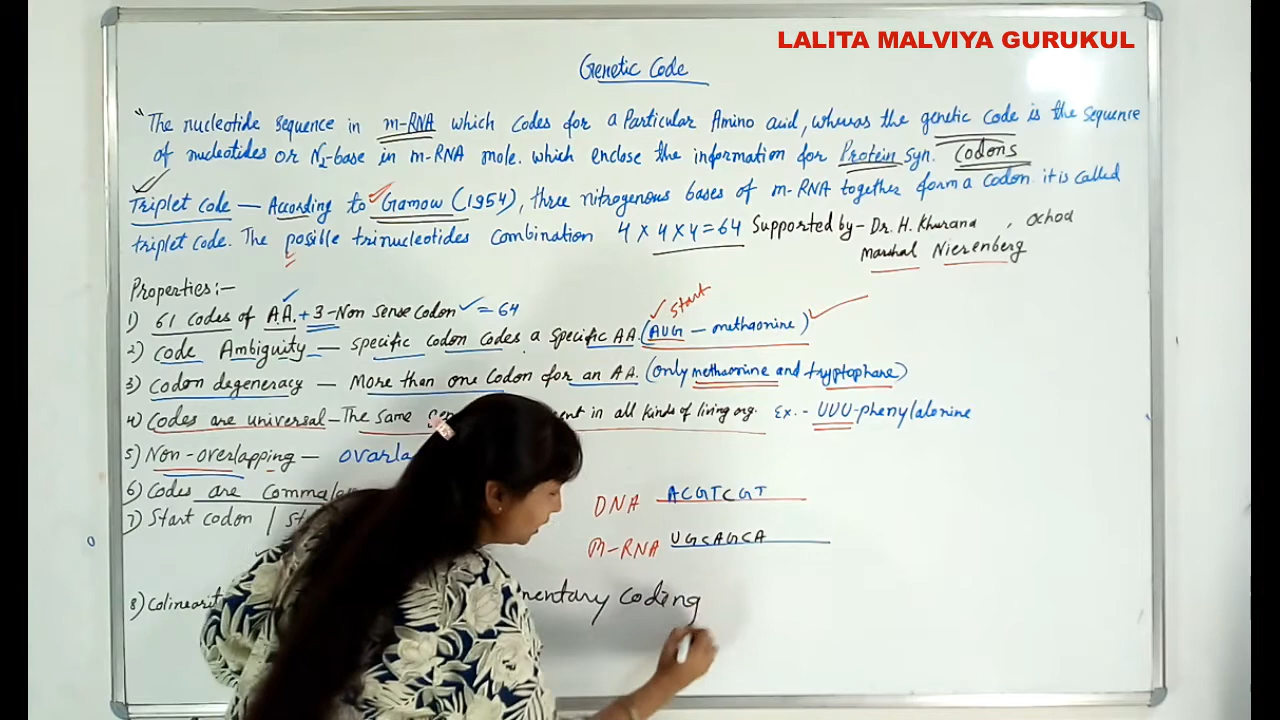 LALITA MALVIYA GURUKUL
Genetic Code
"The nucleotide sequence in m-RNA which codes for a Particular Amino acid, wheras the genetic code is the sequence
of nucleotides or N2-base in m-RNA mole. which enclose the information for Protein syn. Codons
Triplet code — According to Gamow (1954), three nitrogenous bases of m-RNA together form a codon. it is called
triplet code. The posille trinucleotides combination 4 x 4 x 4 = 64 Supported by - Dr. H. Khurana , ochoa
Marshal Nierenberg
Properties:-
Start
1) 61 Codes of A.A. + 3-Non Sense Codon = 64
2) Code Ambiguity — specific codon codes a specific AA. (AUG — methaonine)
3) Codon degeneracy — More than one Codon for an AA. (only methaonine and tryptophane)
4) Codes are universal — The same in all kinds of living org. Ex. - UUU-phenylalenine
5) Non-overlapping —
6) Codes are
DNA ACGTCGT
7) Start codon /
m-RNA UGCAGCA
8) coding